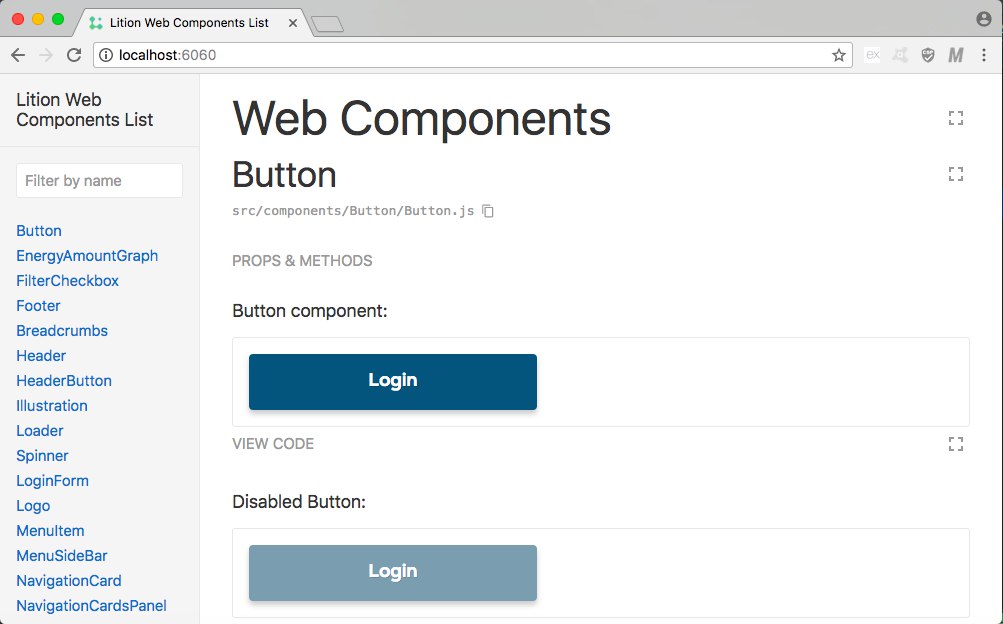 Lition Web Components List
localhost:6060
Lition Web
Components List
Filter by name
Button
EnergyAmountGraph
FilterCheckbox
Footer
Breadcrumbs
Header
HeaderButton
Illustration
Loader
Spinner
LoginForm
Logo
MenuItem
MenuSideBar
NavigationCard
NavigationCardsPanel
Web Components
Button
src/components/Button/Button.js
PROPS & METHODS
Button component:
Login
VIEW CODE
Disabled Button:
Login